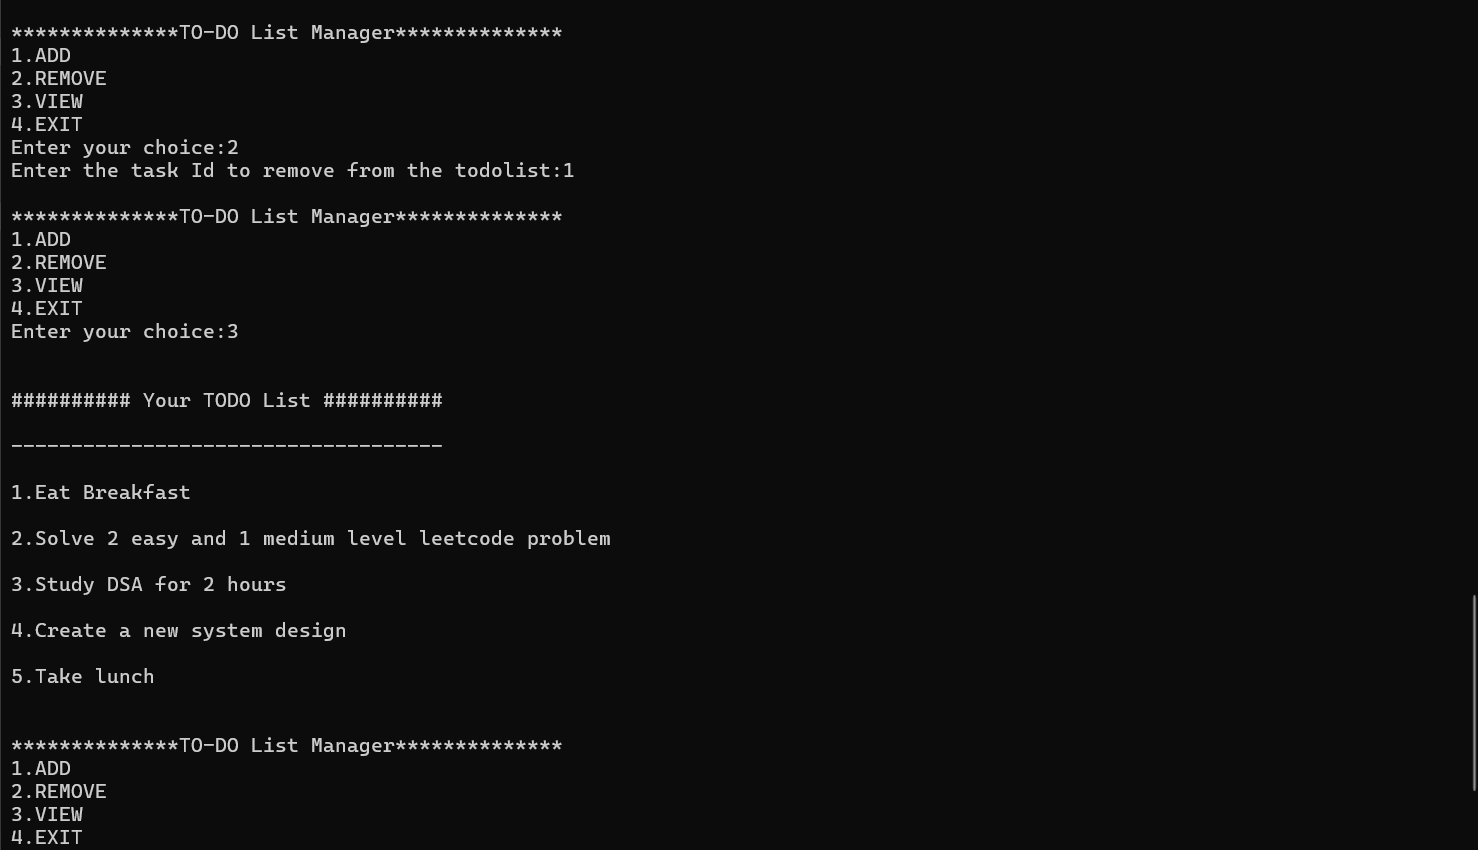 **************TO-DO List Manager**************
1.ADD
2.REMOVE
3.VIEW
4.EXIT
Enter your choice:2
Enter the task Id to remove from the todolist:1
**************TO-DO List Manager**************
1.ADD
2.REMOVE
3.VIEW
4.EXIT
Enter your choice:3
########## Your TODO List ##########
------------------------------------
1.Eat Breakfast
2.Solve 2 easy and 1 medium level leetcode problem
3.Study DSA for 2 hours
4.Create a new system design
5.Take lunch
**************TO-DO List Manager**************
1.ADD
2.REMOVE
3.VIEW
4.EXIT